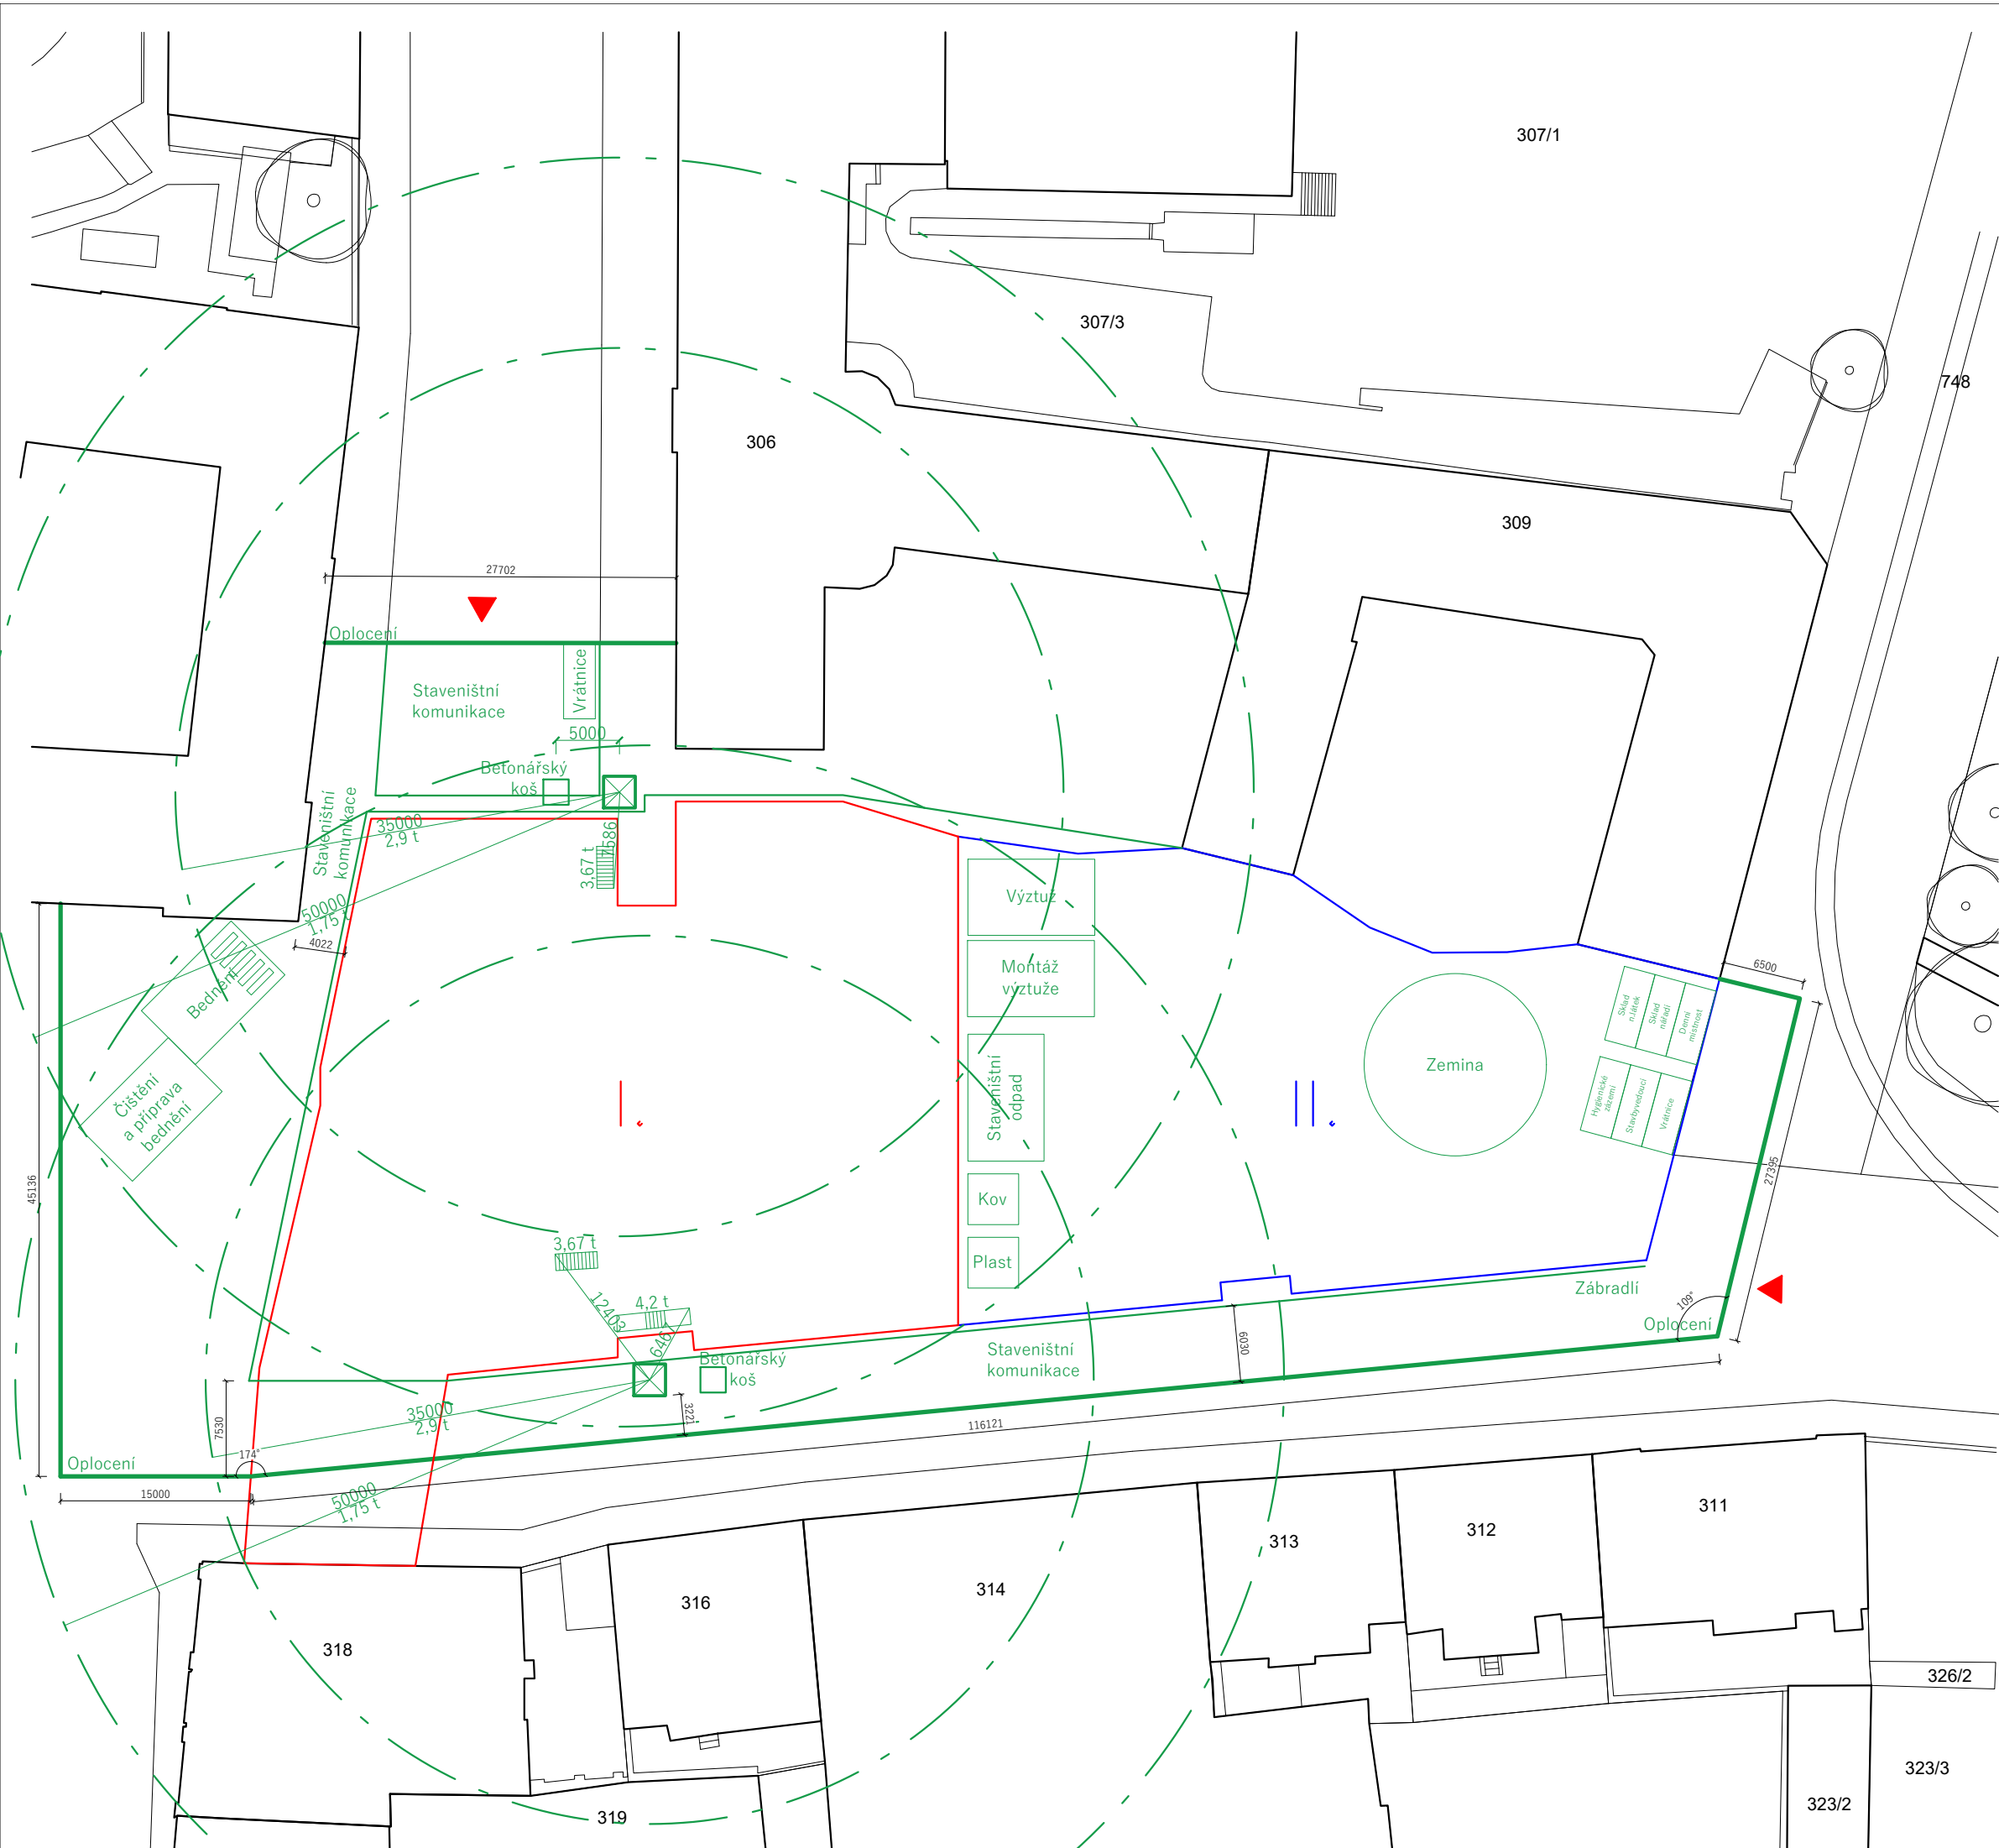 307/1
307/3
748
306
309
27702
Oplocení
Staveništní
komunikace
Vrátnice
5000
Betonářský
koš
Staveništní
komunikace
35000
2,9 t
7586
3,67 t
50000
1,75 t
4022
Výztuž
Montáž
výztuže
6500
Sklad
n.látek
Sklad
nářadí
Denní
místnost
Bednění
Zemina
Staveništní
odpad
Čištění
a příprava
bednění
Hygienické
zázemí
Stavbyvedoucí
Vrátnice
I.
II.
45136
27395
Kov
3,67 t
Plast
Zábradlí
12403
4,2 t
109°
Oplocení
6030
Staveništní
komunikace
Betonářský
koš
3221
35000
2,9 t
7530
116121
174°
Oplocení
15000
50000
1,75 t
311
312
313
314
316
318
326/2
323/3
323/2
319